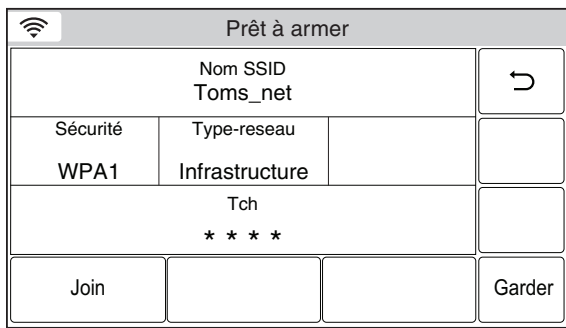 Prêt à armer
Nom SSID
Toms_net
Sécurité Type-reseau
WPA1 Infrastructure
Tch
* * * *
Join Garder